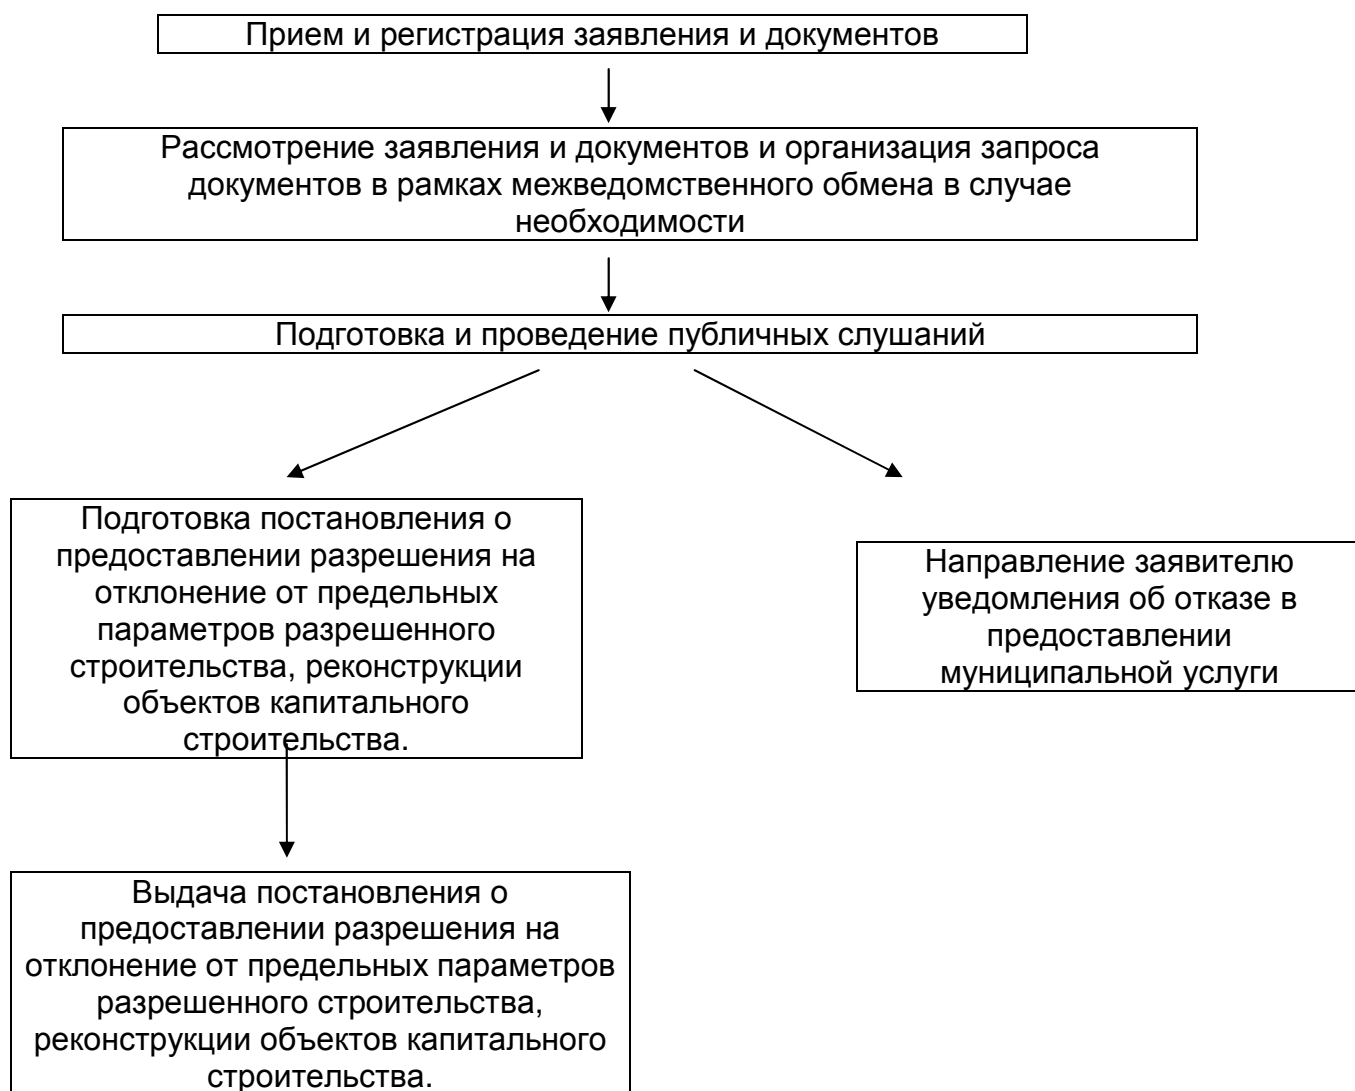 Прием и регистрация заявления и документов
Рассмотрение заявления и документов и организация запроса
документов в рамках межведомственного обмена в случае
необходимости
Подготовка и проведение публичных слушаний
Подготовка постановления о
предоставлении разрешения на
отклонение от предельных
параметров разрешенного
строительства, реконструкции
объектов капитального
строительства.
Направление заявителю
уведомления об отказе в
предоставлении
муниципальной услуги
Выдача постановления о
предоставлении разрешения на
отклонение от предельных параметров
разрешенного строительства,
реконструкции объектов капитального
строительства.